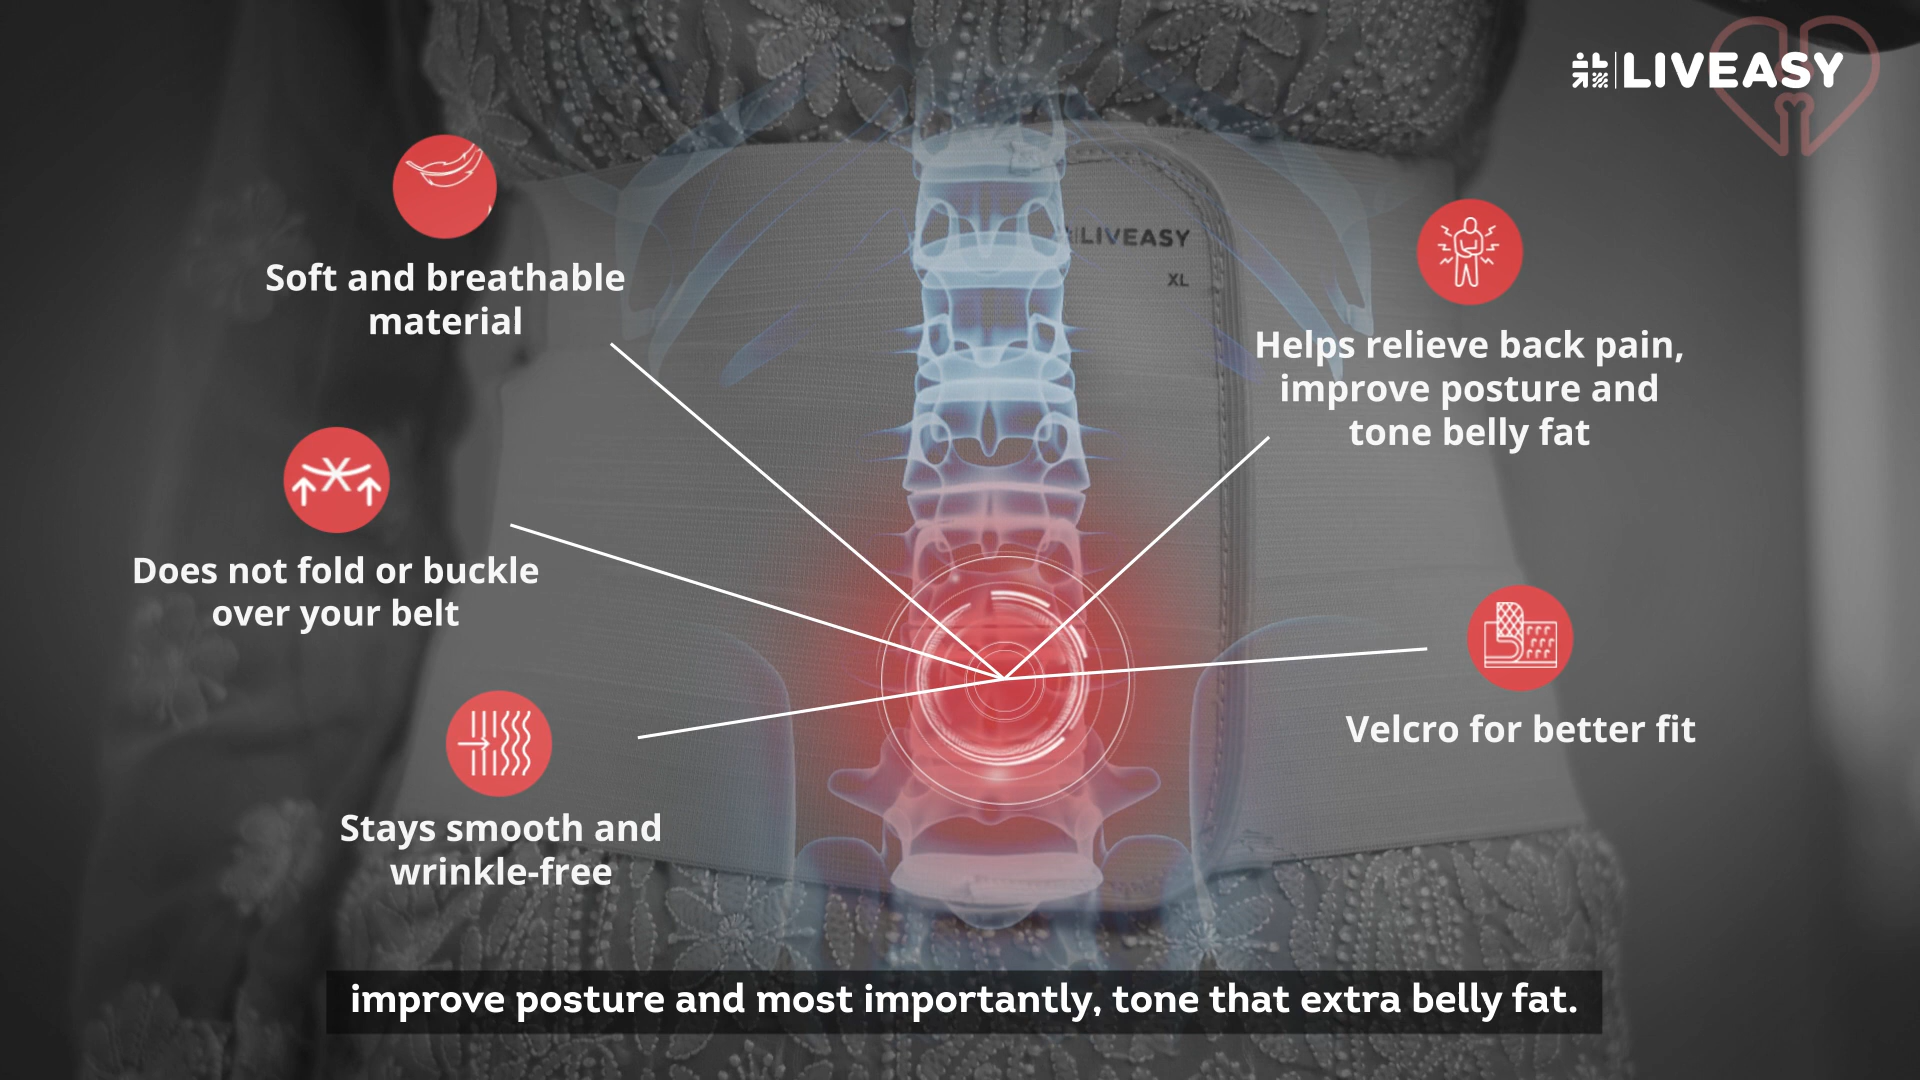 LIVEASY
Soft and breathable
material
LIVEASY
XL
Helps relieve back pain,
improve posture and
tone belly fat
Does not fold or buckle
over your belt
Velcro for better fit
Stays smooth and
wrinkle-free
improve posture and most importantly, tone that extra belly fat.